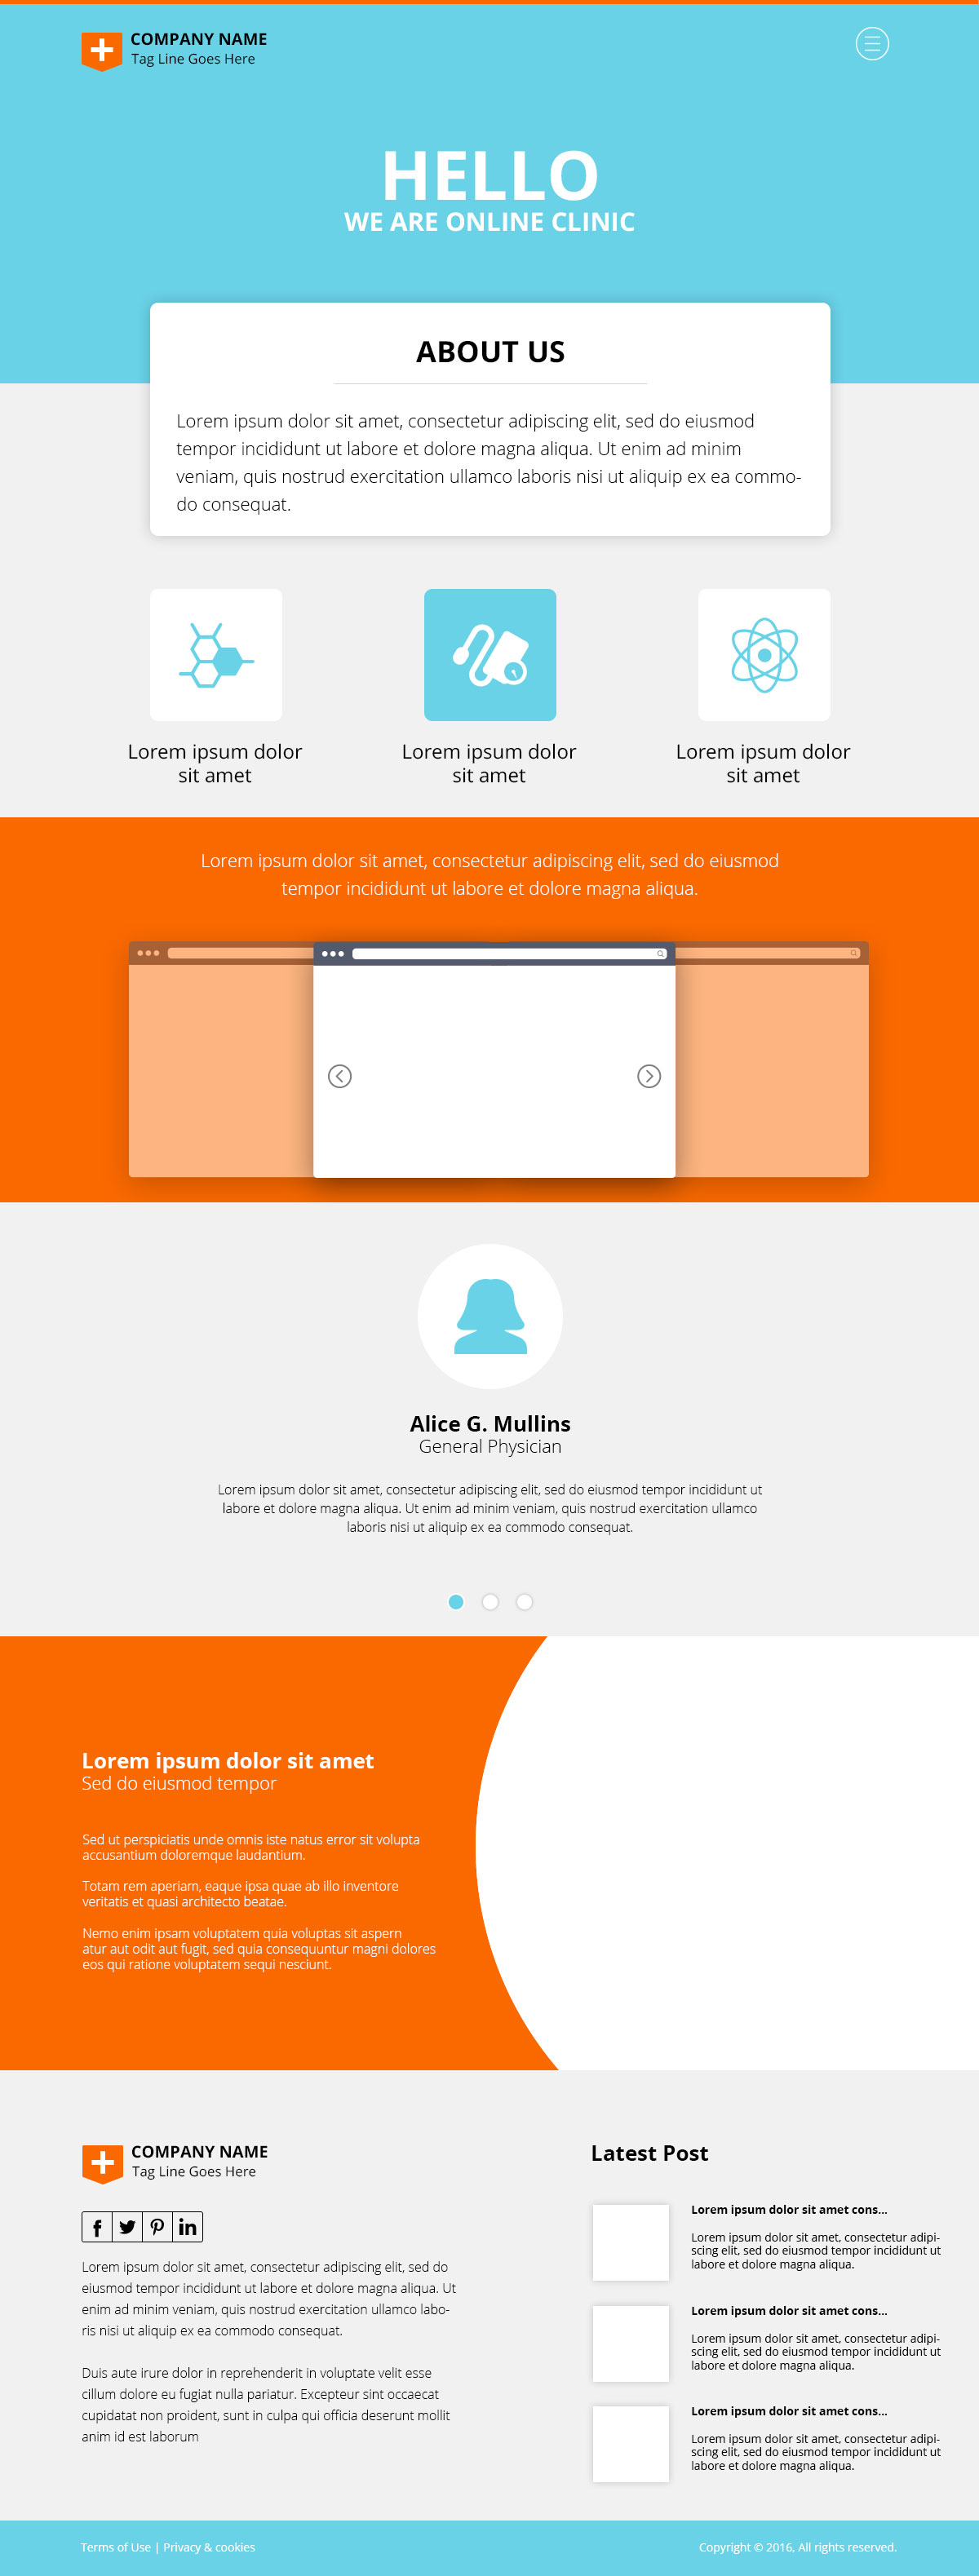 COMPANY NAME
Tag Line Goes Here
HELLO
WE ARE ONLINE CLINIC
ABOUT US
Lorem ipsum dolor sit amet, consectetur adipiscing elit, sed do eiusmod
tempor incididunt ut labore et dolore magna aliqua. Ut enim ad minim
veniam, quis nostrud exercitation ullamco laboris nisi ut aliquip ex ea commo-
do consequat.
Lorem ipsum dolor
sit amet
Lorem ipsum dolor
sit amet
Lorem ipsum dolor
sit amet
Lorem ipsum dolor sit amet, consectetur adipiscing elit, sed do eiusmod
tempor incididunt ut labore et dolore magna aliqua.
Alice G. Mullins
General Physician
Lorem ipsum dolor sit amet, consectetur adipiscing elit, sed do eiusmod tempor incididunt ut
labore et dolore magna aliqua. Ut enim ad minim veniam, quis nostrud exercitation ullamco
laboris nisi ut aliquip ex ea commodo consequat.
Lorem ipsum dolor sit amet
Sed do eiusmod tempor
Sed ut perspiciatis unde omnis iste natus error sit volupta
accusantium doloremque laudantium.
Totam rem aperiam, eaque ipsa quae ab illo inventore
veritatis et quasi architecto beatae.
Nemo enim ipsam voluptatem quia voluptas sit aspern
atur aut odit aut fugit, sed quia consequuntur magni dolores
eos qui ratione voluptatem sequi nesciunt.
COMPANY NAME
Tag Line Goes Here
Lorem ipsum dolor sit amet, consectetur adipiscing elit, sed do
eiusmod tempor incididunt ut labore et dolore magna aliqua. Ut
enim ad minim veniam, quis nostrud exercitation ullamco labo-
ris nisi ut aliquip ex ea commodo consequat.
Duis aute irure dolor in reprehenderit in voluptate velit esse
cillum dolore eu fugiat nulla pariatur. Excepteur sint occaecat
cupidatat non proident, sunt in culpa qui officia deserunt mollit
anim id est laborum
Latest Post
Lorem ipsum dolor sit amet cons...
Lorem ipsum dolor sit amet, consectetur adipi-
scing elit, sed do eiusmod tempor incididunt ut
labore et dolore magna aliqua.
Lorem ipsum dolor sit amet cons...
Lorem ipsum dolor sit amet, consectetur adipi-
scing elit, sed do eiusmod tempor incididunt ut
labore et dolore magna aliqua.
Lorem ipsum dolor sit amet cons...
Lorem ipsum dolor sit amet, consectetur adipi-
scing elit, sed do eiusmod tempor incididunt ut
labore et dolore magna aliqua.
Terms of Use | Privacy & cookies
Copyright © 2016, All rights reserved.